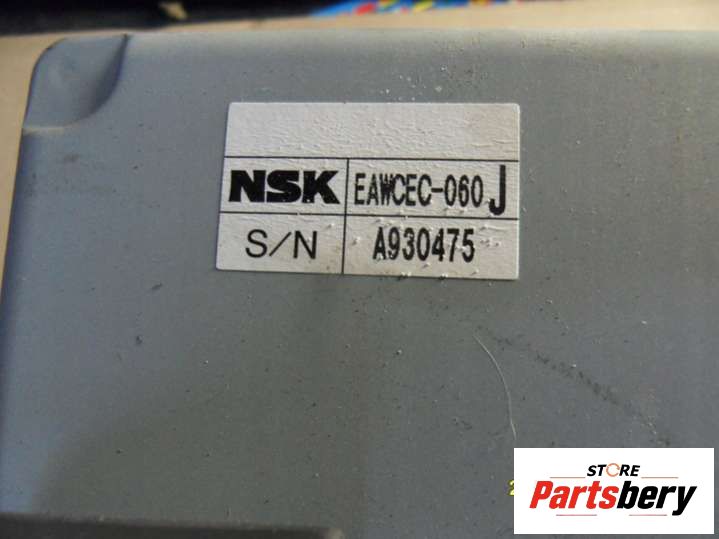 NSK EAWCEC-060 J
S/N A930475
STORE
Partsbery